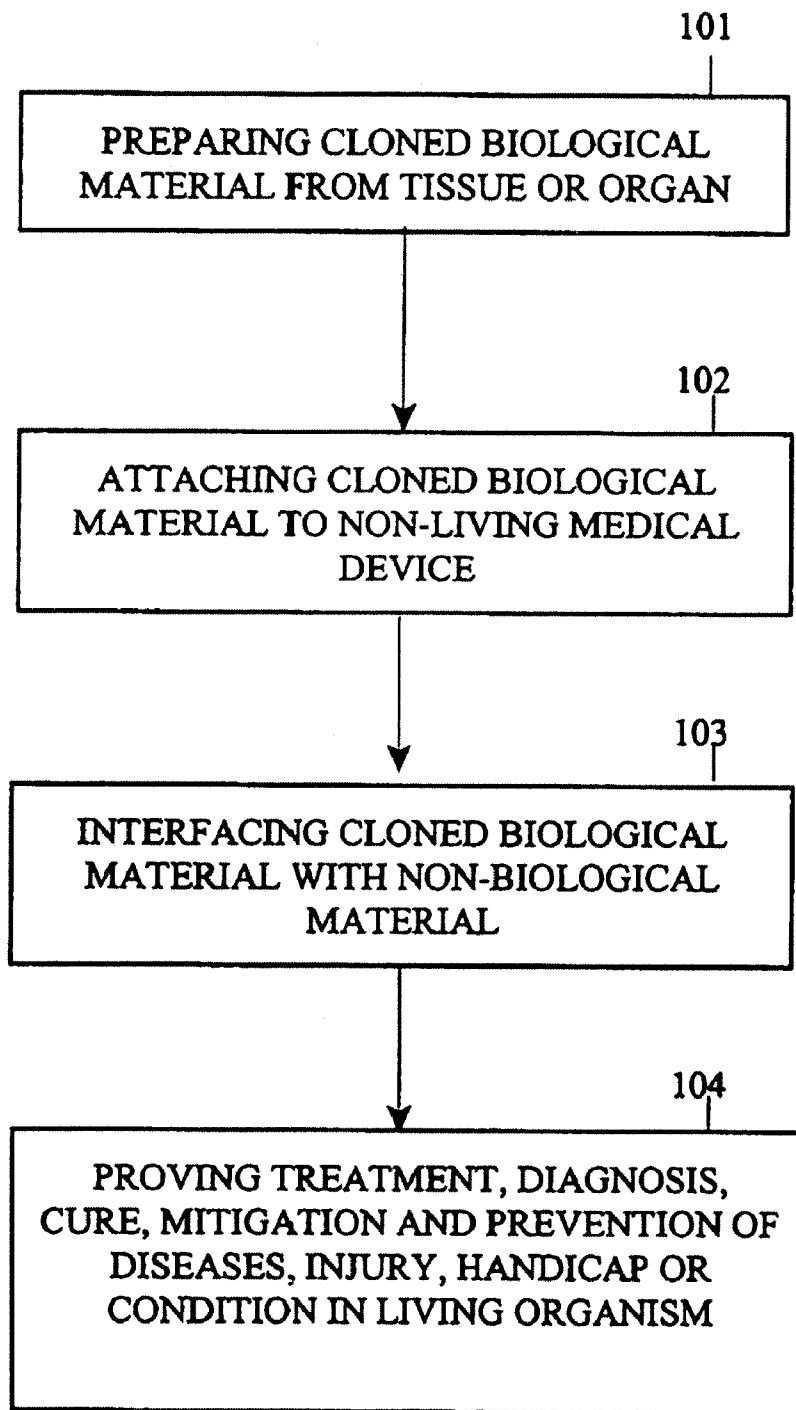 101
PREPARING CLONED BIOLOGICAL
MATERIAL FROM TISSUE OR ORGAN
102
ATTACHING CLONED BIOLOGICAL
MATERIAL TO NON-LIVING MEDICAL
DEVICE
103
INTERFACING CLONED BIOLOGICAL
MATERIAL WITH NON-BIOLOGICAL
MATERIAL
104
PROVING TREATMENT, DIAGNOSIS,
CURE, MITIGATION AND PREVENTION OF
DISEASES, INJURY, HANDICAP OR
CONDITION IN LIVING ORGANISM